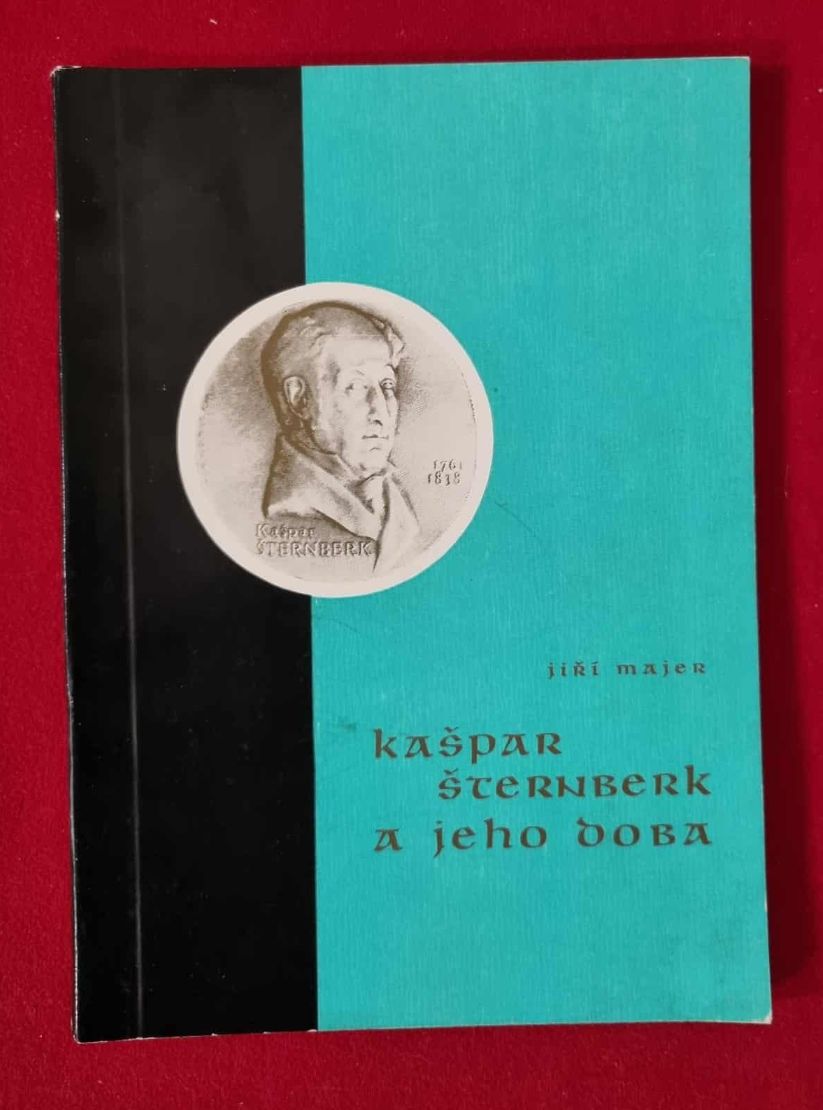 1761
1838
Kašpar
ŠTERNBERK
jiří majer
kašpar
šternberk
a jeho doba